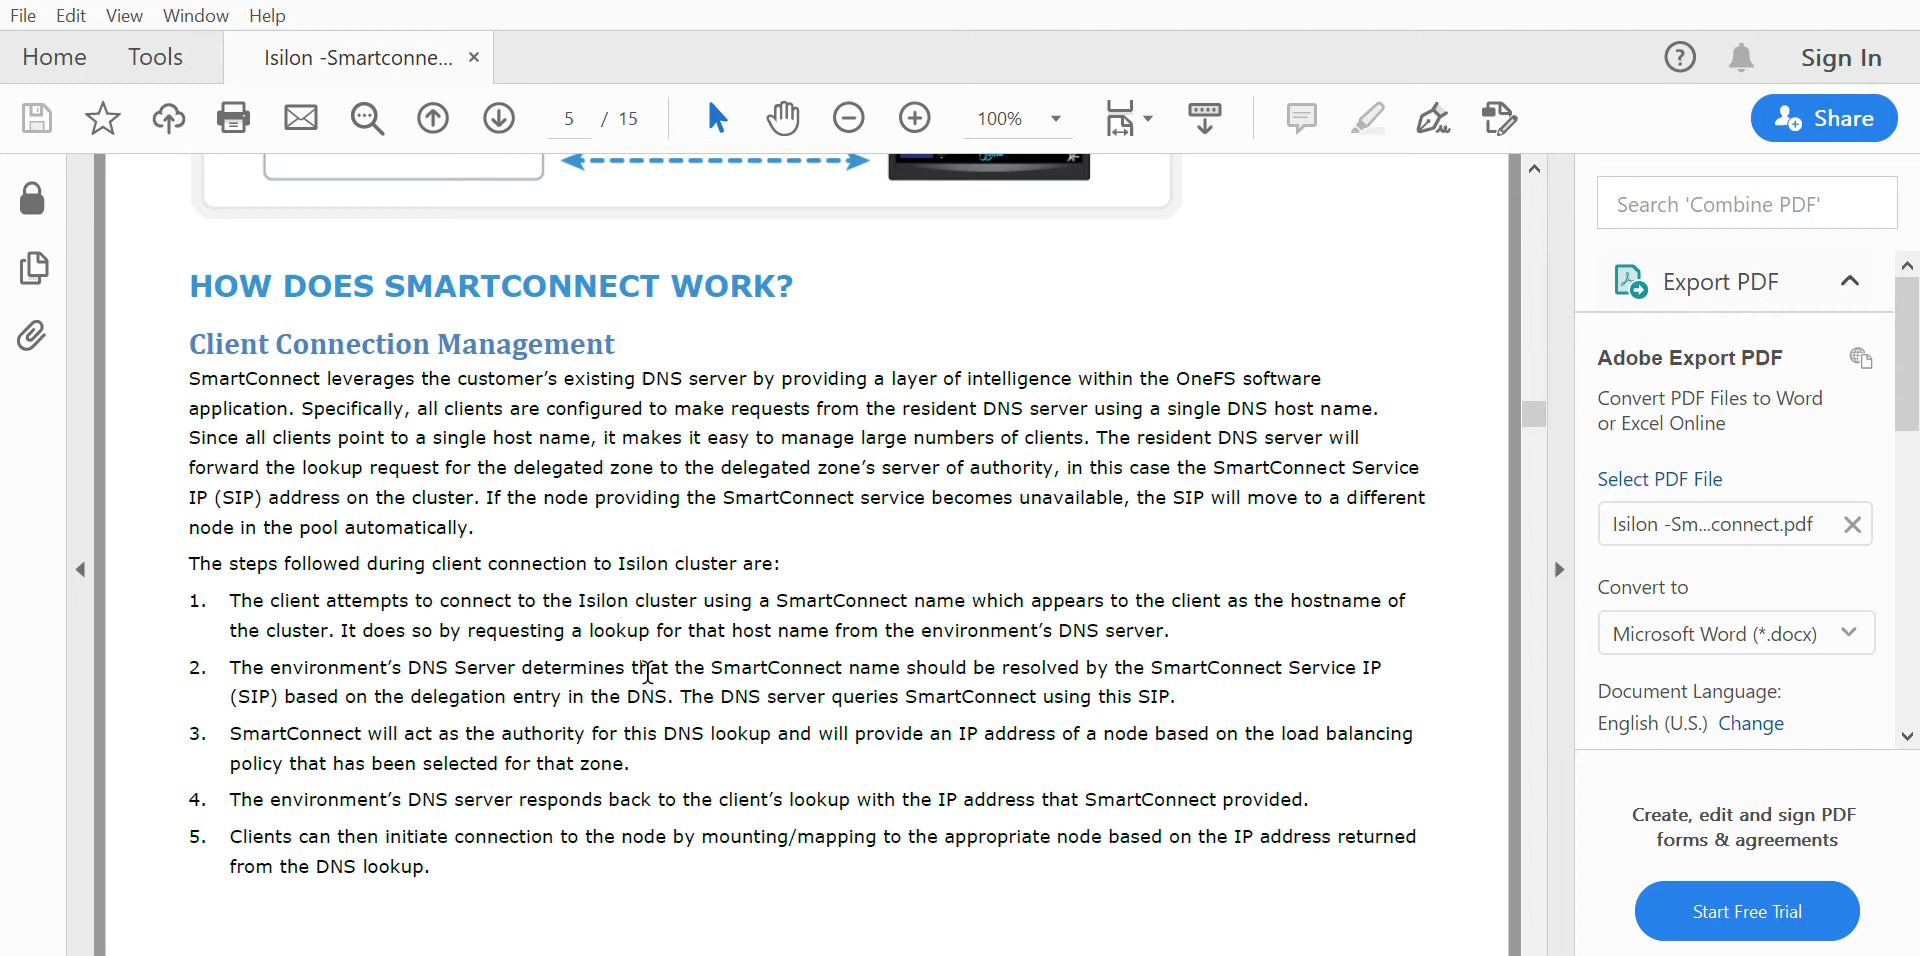 File Edit View Window Help
Home Tools Isilon -Smartconne... × ? Sign In
5 / 15 100% Share
Search 'Combine PDF'
HOW DOES SMARTCONNECT WORK?
Export PDF
Client Connection Management
SmartConnect leverages the customer's existing DNS server by providing a layer of intelligence within the OneFS software
application. Specifically, all clients are configured to make requests from the resident DNS server using a single DNS host name.
Since all clients point to a single host name, it makes it easy to manage large numbers of clients. The resident DNS server will
forward the lookup request for the delegated zone to the delegated zone's server of authority, in this case the SmartConnect Service
IP (SIP) address on the cluster. If the node providing the SmartConnect service becomes unavailable, the SIP will move to a different
node in the pool automatically.
The steps followed during client connection to Isilon cluster are:
1. The client attempts to connect to the Isilon cluster using a SmartConnect name which appears to the client as the hostname of
the cluster. It does so by requesting a lookup for that host name from the environment's DNS server.
2. The environment's DNS Server determines that the SmartConnect name should be resolved by the SmartConnect Service IP
(SIP) based on the delegation entry in the DNS. The DNS server queries SmartConnect using this SIP.
3. SmartConnect will act as the authority for this DNS lookup and will provide an IP address of a node based on the load balancing
policy that has been selected for that zone.
4. The environment's DNS server responds back to the client's lookup with the IP address that SmartConnect provided.
5. Clients can then initiate connection to the node by mounting/mapping to the appropriate node based on the IP address returned
from the DNS lookup.
Adobe Export PDF
Convert PDF Files to Word
or Excel Online
Select PDF File
Isilon -Sm...connect.pdf
Convert to
Microsoft Word (*.docx)
Document Language:
English (U.S.) Change
Create, edit and sign PDF
forms & agreements
Start Free Trial